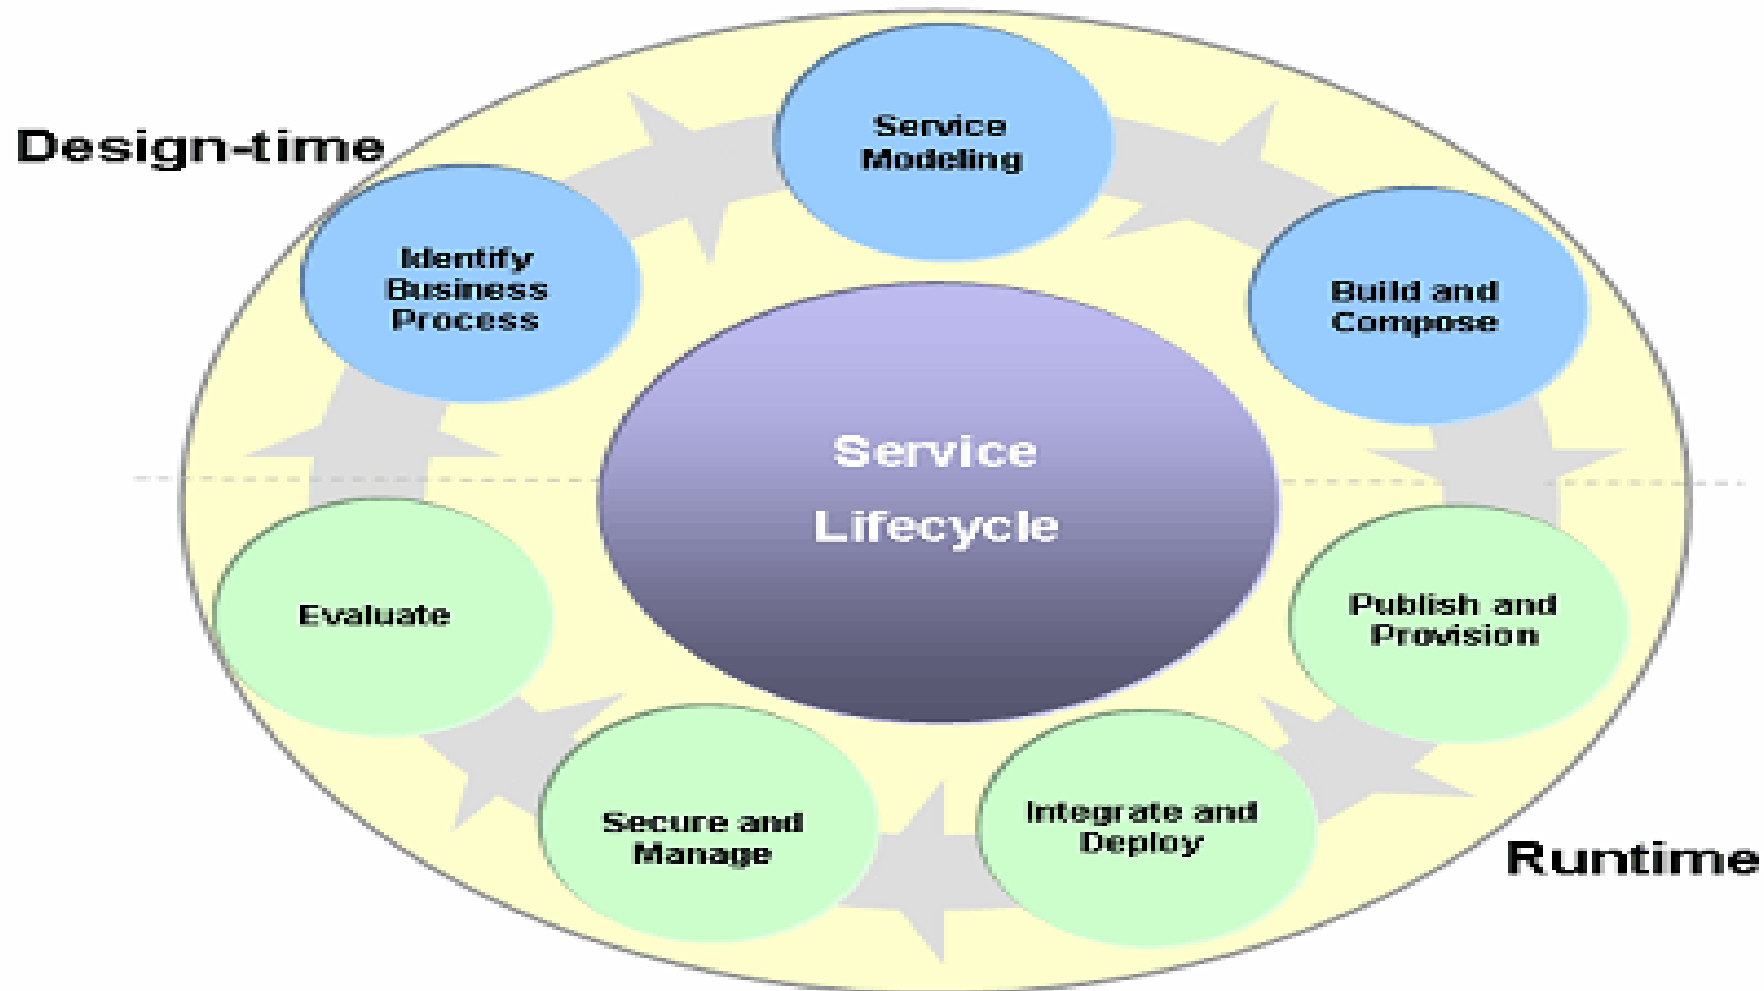 Design-time
Service
Modeling
Identify
Business
Process
Build and
Compose
Service
Lifecycle
Evaluate
Publish and
Provision
Secure and
Manage
Integrate and
Deploy
Runtime